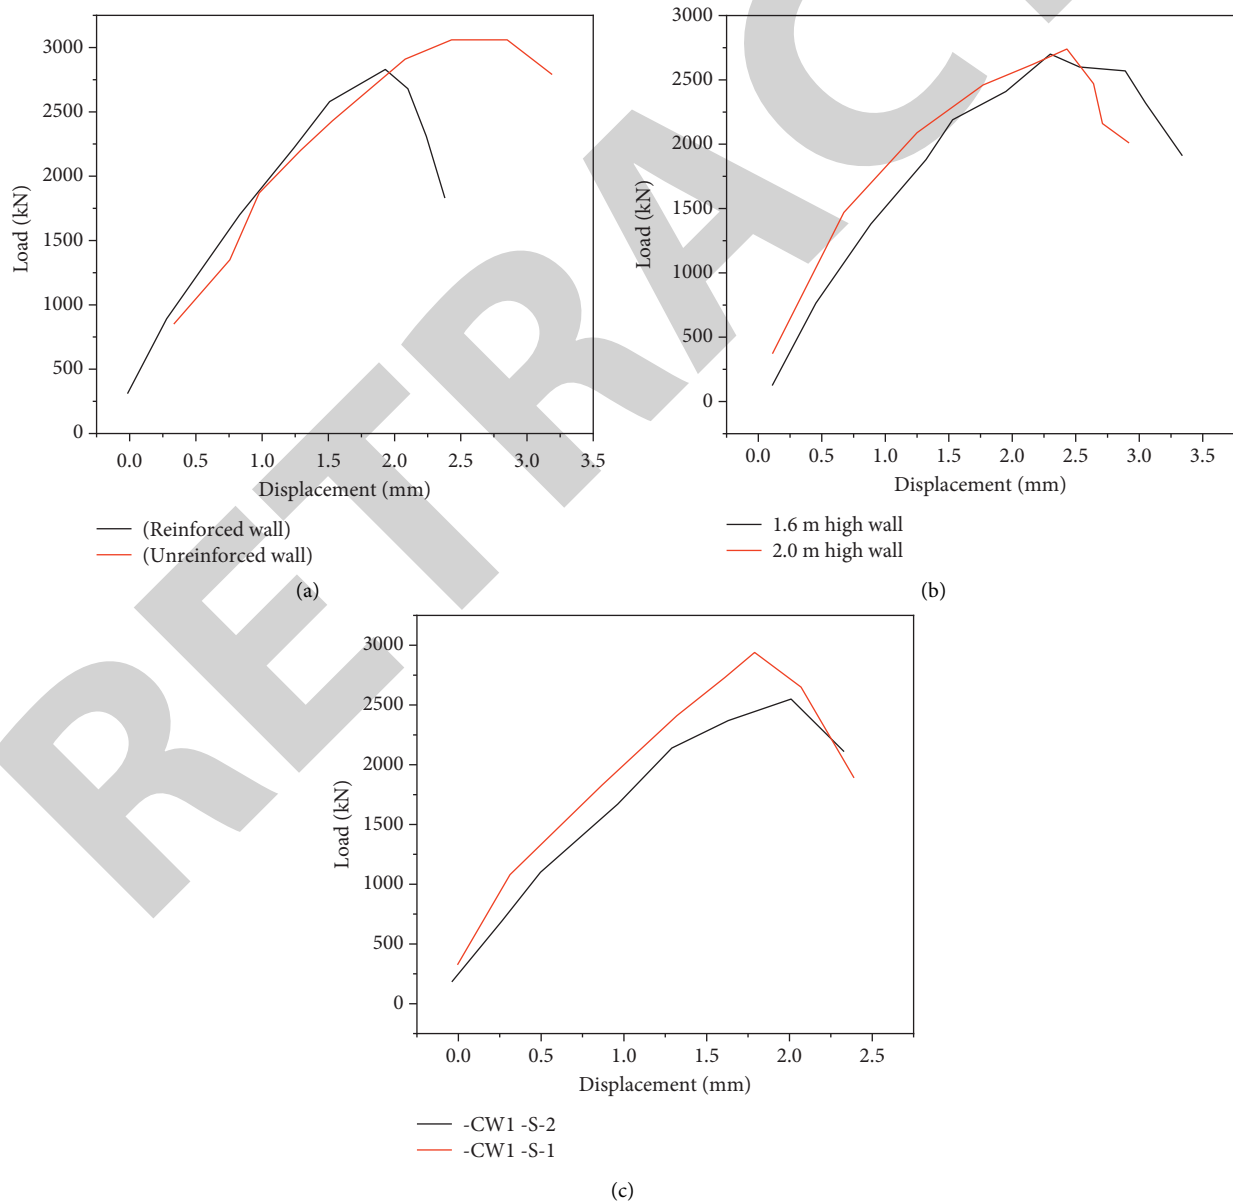 RETRAC
3000
2500
2000
1500
1000
500
0
Load (kN)
0.0 0.5 1.0 1.5 2.0 2.5 3.0 3.5
Displacement (mm)
(Reinforced wall)
(Unreinforced wall)
(a)
3000
2500
2000
1500
1000
500
0
Load (kN)
0.0 0.5 1.0 1.5 2.0 2.5 3.0 3.5
Displacement (mm)
1.6 m high wall
2.0 m high wall
(b)
3000
2500
2000
1500
1000
500
0
Load (kN)
0.0 0.5 1.0 1.5 2.0 2.5
Displacement (mm)
-CW1 -S-2
-CW1 -S-1
(c)